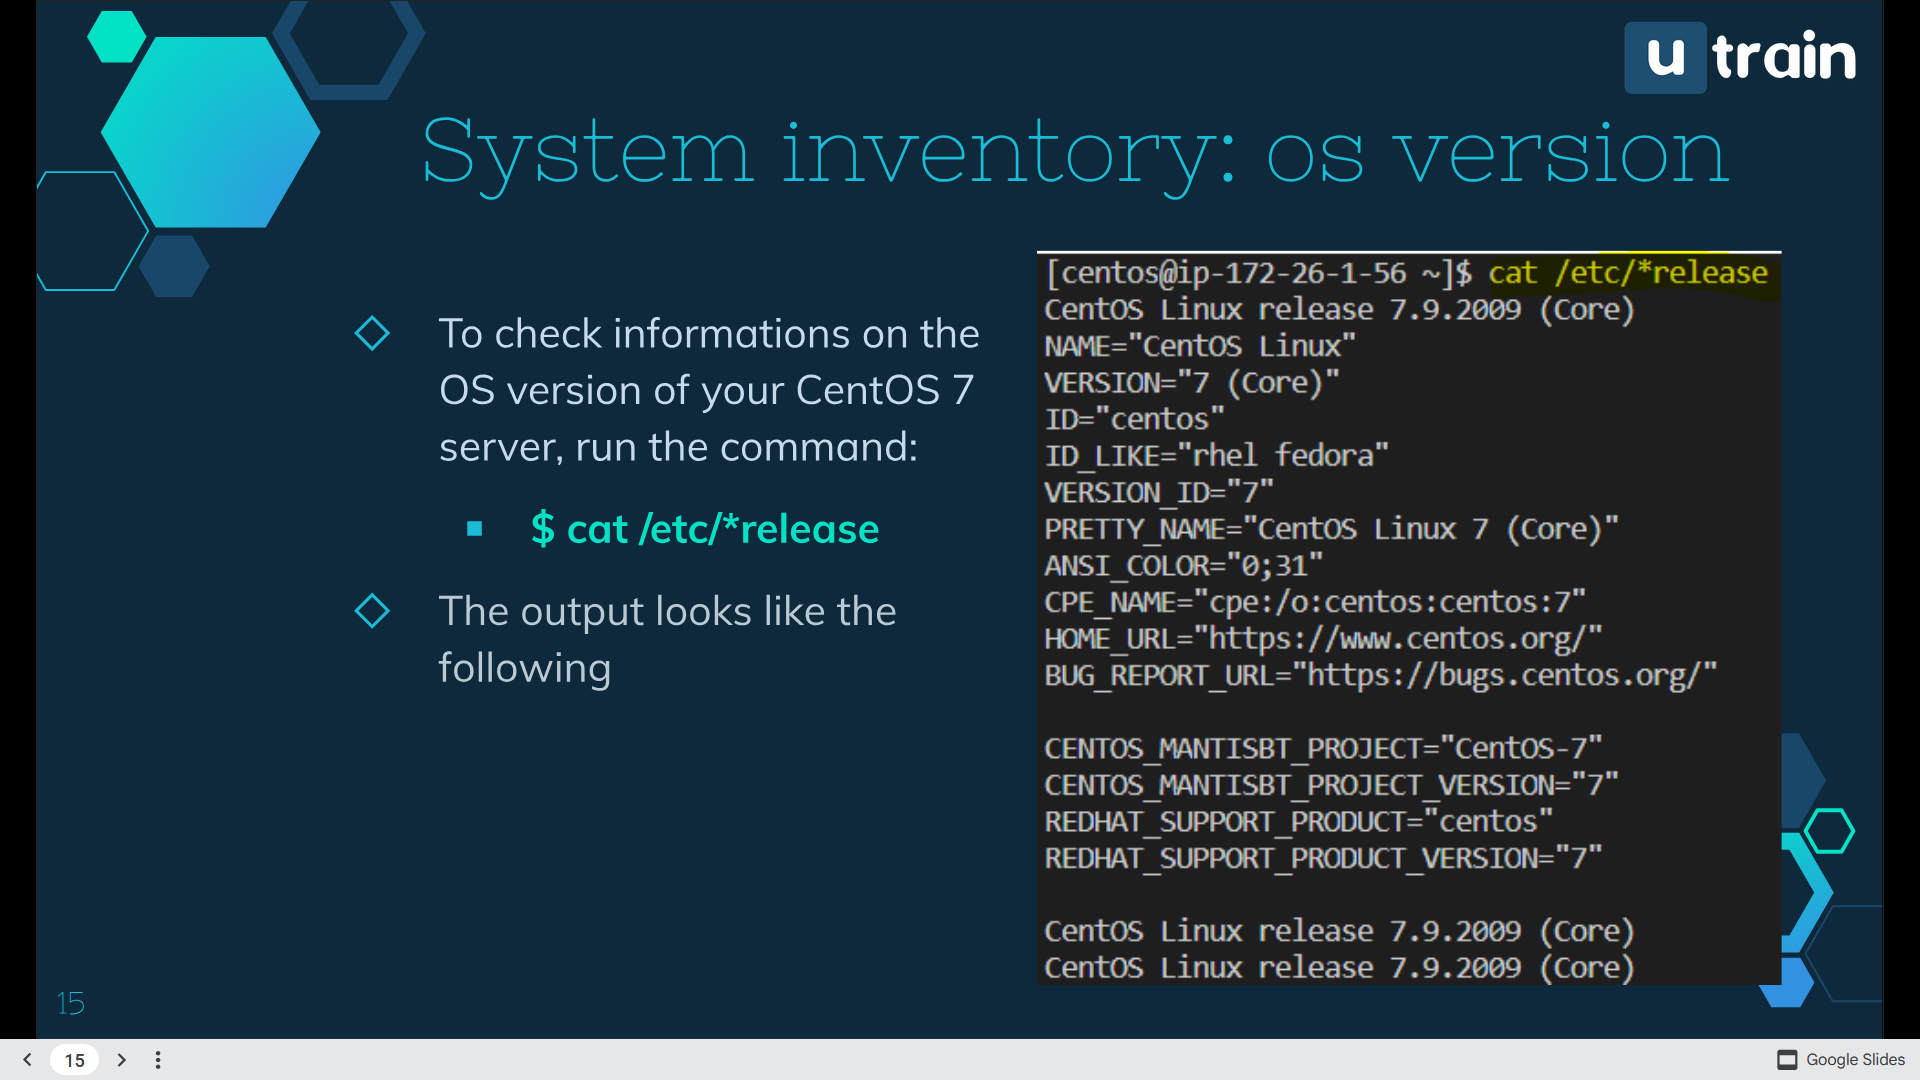 u train
System inventory: os version
To check informations on the
OS version of your CentOS 7
server, run the command:
$ cat /etc/*release
The output looks like the
following
[centos@ip-172-26-1-56 ~]$ cat /etc/*release
CentOS Linux release 7.9.2009 (Core)
NAME="CentOS Linux"
VERSION="7 (Core)"
ID="centos"
ID_LIKE="rhel fedora"
VERSION_ID="7"
PRETTY_NAME="CentOS Linux 7 (Core)"
ANSI_COLOR="0;31"
CPE_NAME="cpe:/o:centos:centos:7"
HOME_URL="https://www.centos.org/"
BUG_REPORT_URL="https://bugs.centos.org/"
CENTOS_MANTISBT_PROJECT="CentOS-7"
CENTOS_MANTISBT_PROJECT_VERSION="7"
REDHAT_SUPPORT_PRODUCT="centos"
REDHAT_SUPPORT_PRODUCT_VERSION="7"
CentOS Linux release 7.9.2009 (Core)
CentOS Linux release 7.9.2009 (Core)
15
15
Google Slides